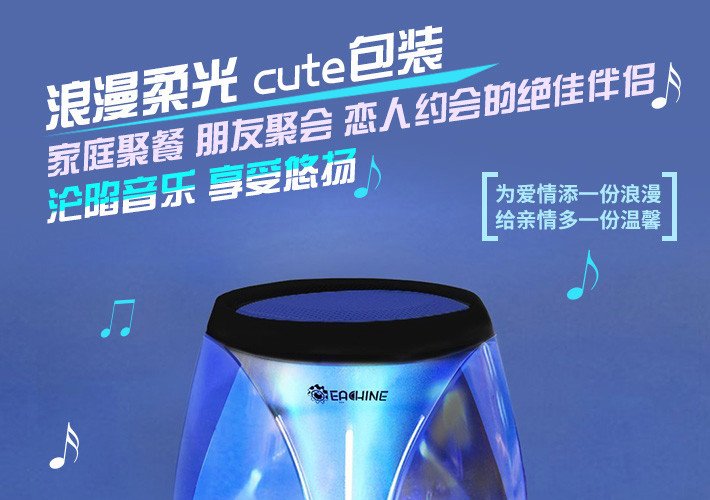 浪漫柔光 cute包装
家庭聚餐 朋友聚会 恋人约会的绝佳伴侣
沦陷音乐 享受悠扬
为爱情添一份浪漫
给亲情多一份温馨
EACHINE